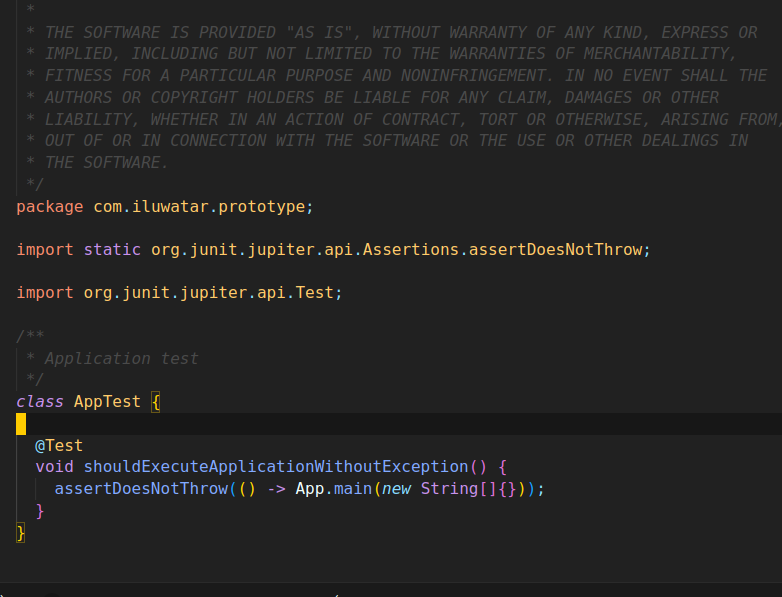 *
* THE SOFTWARE IS PROVIDED "AS IS", WITHOUT WARRANTY OF ANY KIND, EXPRESS OR
* IMPLIED, INCLUDING BUT NOT LIMITED TO THE WARRANTIES OF MERCHANTABILITY,
* FITNESS FOR A PARTICULAR PURPOSE AND NONINFRINGEMENT. IN NO EVENT SHALL THE
* AUTHORS OR COPYRIGHT HOLDERS BE LIABLE FOR ANY CLAIM, DAMAGES OR OTHER
* LIABILITY, WHETHER IN AN ACTION OF CONTRACT, TORT OR OTHERWISE, ARISING FROM,
* OUT OF OR IN CONNECTION WITH THE SOFTWARE OR THE USE OR OTHER DEALINGS IN
* THE SOFTWARE.
*/
package com.iluwatar.prototype;

import static org.junit.jupiter.api.Assertions.assertDoesNotThrow;

import org.junit.jupiter.api.Test;

/**
 * Application test
 */
class AppTest {

  @Test
  void shouldExecuteApplicationWithoutException() {
    assertDoesNotThrow(() -> App.main(new String[]{}));
  }
}